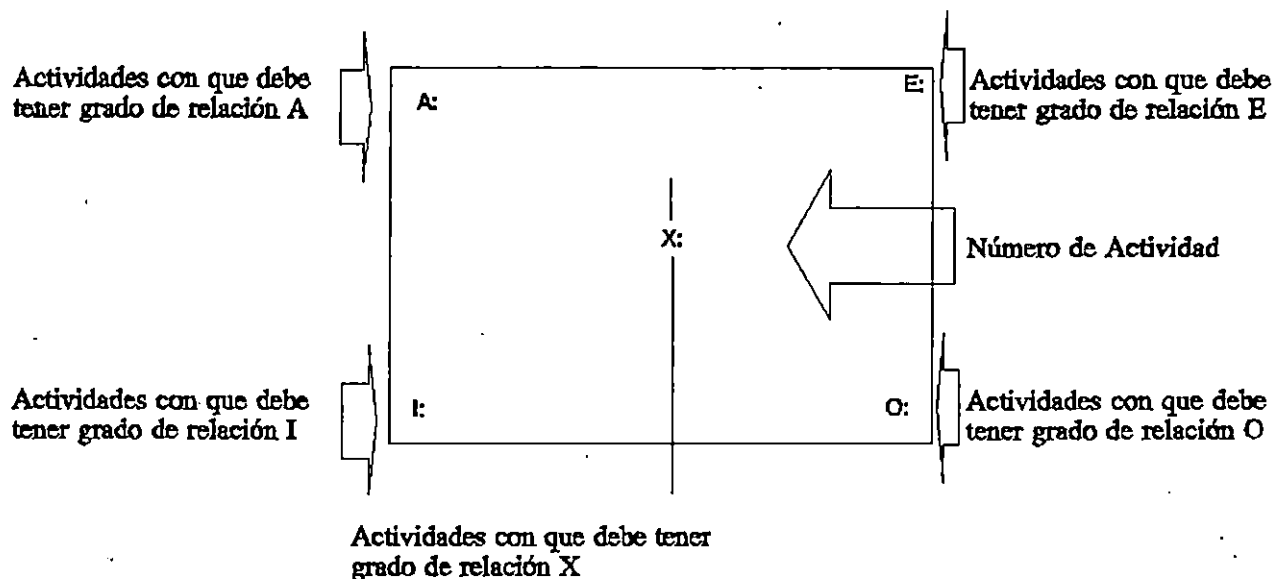 Actividades con que debe
tener grado de relación A
A:
E:
Actividades con que debe
tener grado de relación E
X:
Número de Actividad
Actividades con que debe
tener grado de relación I
I:
O:
Actividades con que debe
tener grado de relación O
Actividades con que debe tener
grado de relación X